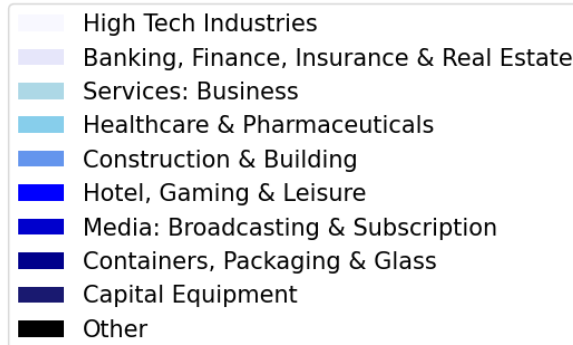 High Tech Industries
Banking, Finance, Insurance & Real Estate
Services: Business
Healthcare & Pharmaceuticals
Construction & Building
Hotel, Gaming & Leisure
Media: Broadcasting & Subscription
Containers, Packaging & Glass
Capital Equipment
Other